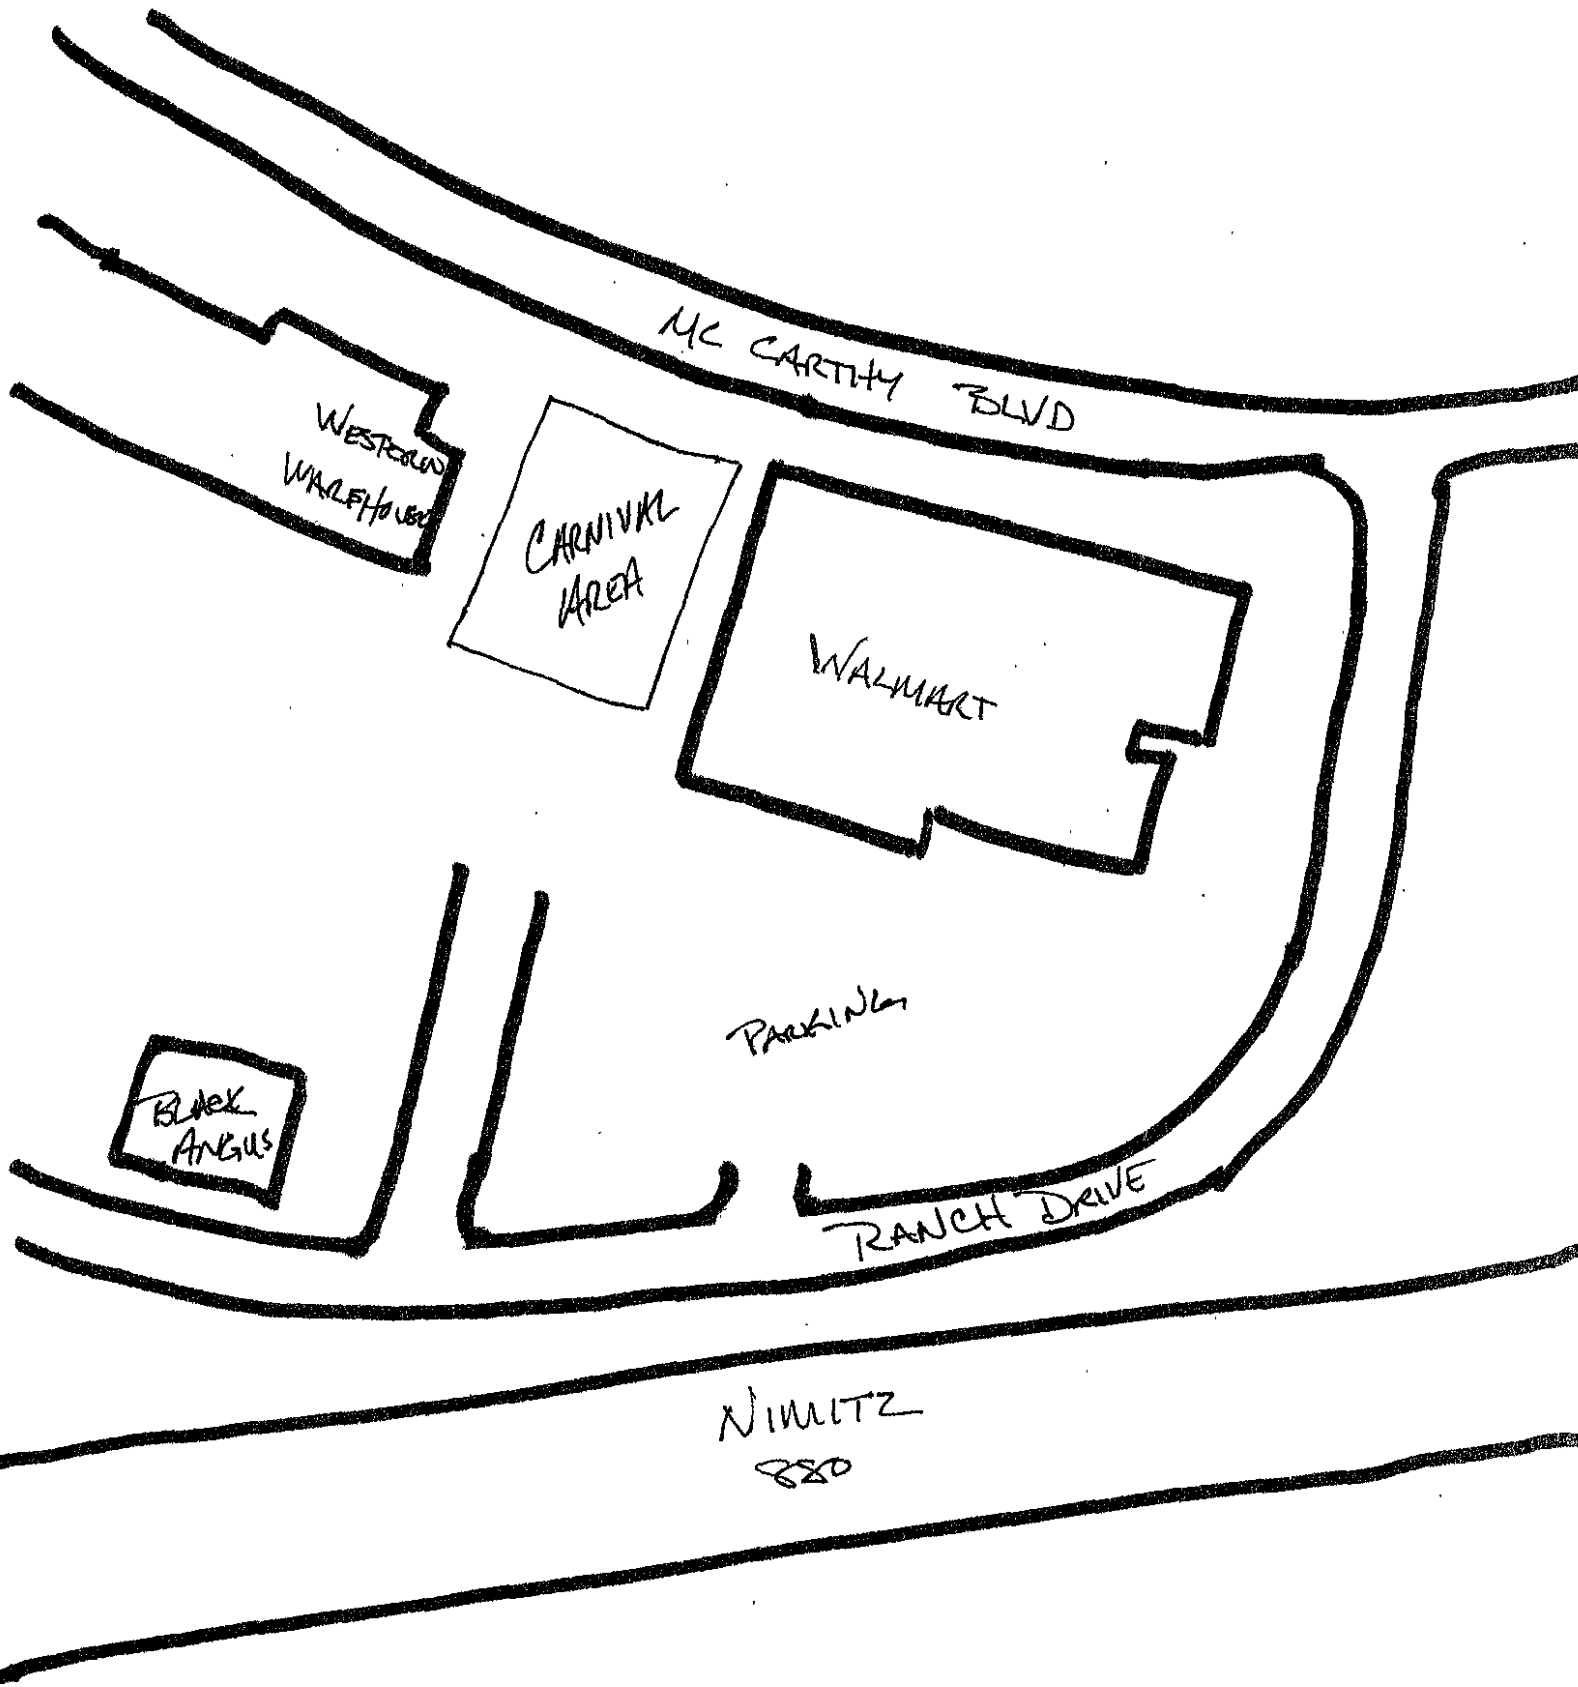 MC CARTHY BLVD
WESTERN
WAREHOUSE
CARNIVAL
AREA
WALMART
PARKING
BLACK
ANGUS
RANCH DRIVE
NIMITZ
880